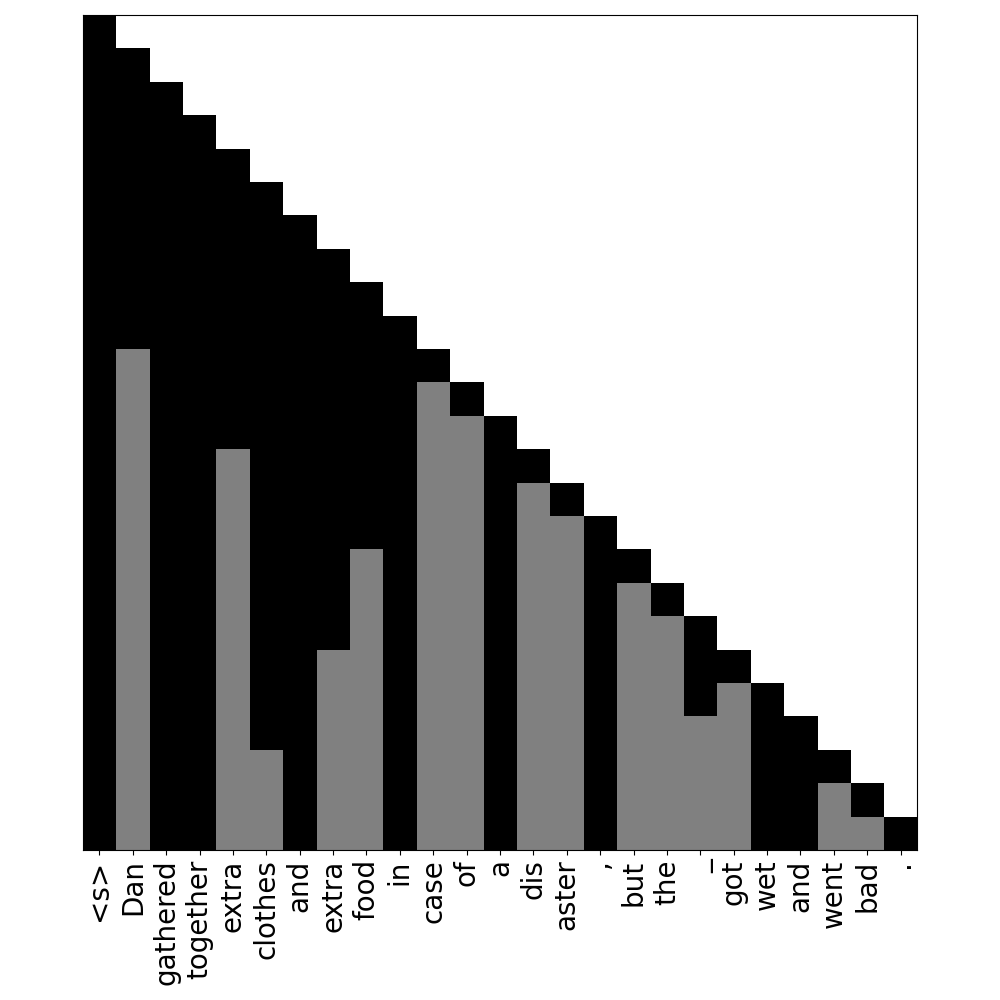 <s> Dan gathered together extra clothes and extra food in case of a dis aster , but the _ got wet and went bad .